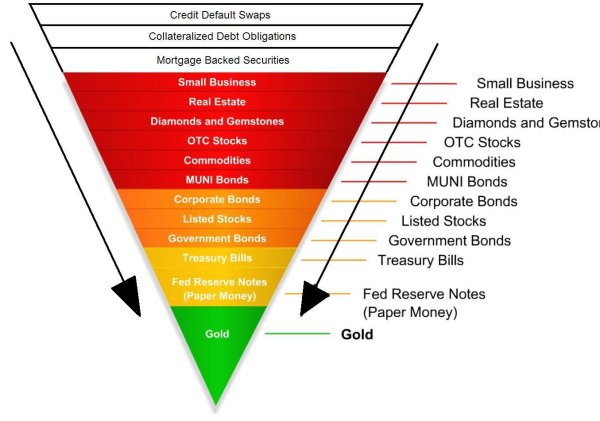 Credit Default Swaps
Collateralized Debt Obligations
Mortgage Backed Securities
Small Business
Real Estate
Diamonds and Gemstones
OTC Stocks
Commodities
MUNI Bonds
Corporate Bonds
Listed Stocks
Government Bonds
Treasury Bills
Fed Reserve Notes
(Paper Money)
Gold
Small Business
Real Estate
Diamonds and Gemsto
OTC Stocks
Commodities
MUNI Bonds
Corporate Bonds
Listed Stocks
Government Bonds
Treasury Bills
Fed Reserve Notes
(Paper Money)
Gold